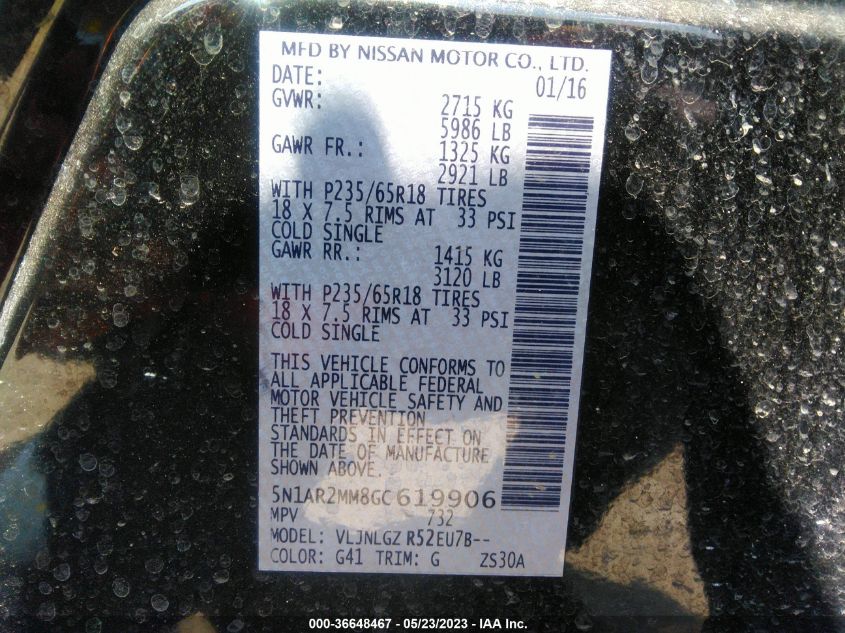 MFD BY NISSAN MOTOR CO., LTD.
DATE: 01/16
GVWR: 2715 KG
5986 LB
GAWR FR.: 1325 KG
2921 LB
WITH P235/65R18 TIRES
18 X 7.5 RIMS AT 33 PSI
COLD SINGLE
GAWR RR.: 1415 KG
3120 LB
WITH P235/65R18 TIRES
18 X 7.5 RIMS AT 33 PSI
COLD SINGLE
THIS VEHICLE CONFORMS TO
ALL APPLICABLE FEDERAL
MOTOR VEHICLE SAFETY AND
THEFT PREVENTION
STANDARDS IN EFFECT ON
THE DATE OF MANUFACTURE
SHOWN ABOVE.
5N1AR2MM8GC619906
MPV 732
MODEL: VLJNLGZ R52EU7B--
COLOR: G41 TRIM: G ZS30A
000-36648467 - 05/23/2023 - IAA Inc.